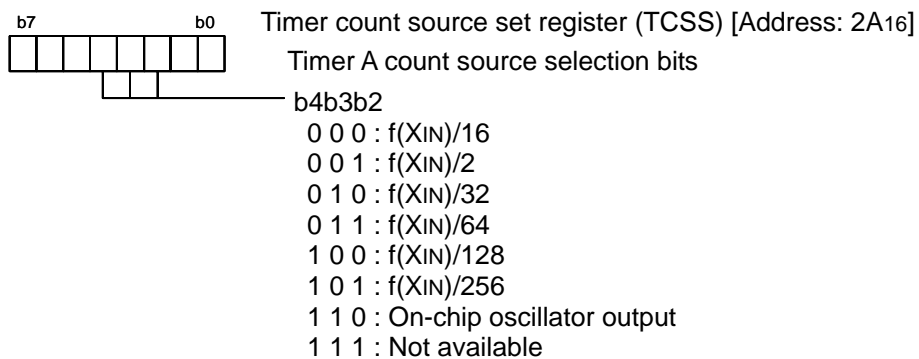 b7 b0 Timer count source set register (TCSS) [Address: 2A16]
Timer A count source selection bits
b4b3b2
0 0 0 : f(XIN)/16
0 0 1 : f(XIN)/2
0 1 0 : f(XIN)/32
0 1 1 : f(XIN)/64
1 0 0 : f(XIN)/128
1 0 1 : f(XIN)/256
1 1 0 : On-chip oscillator output
1 1 1 : Not available